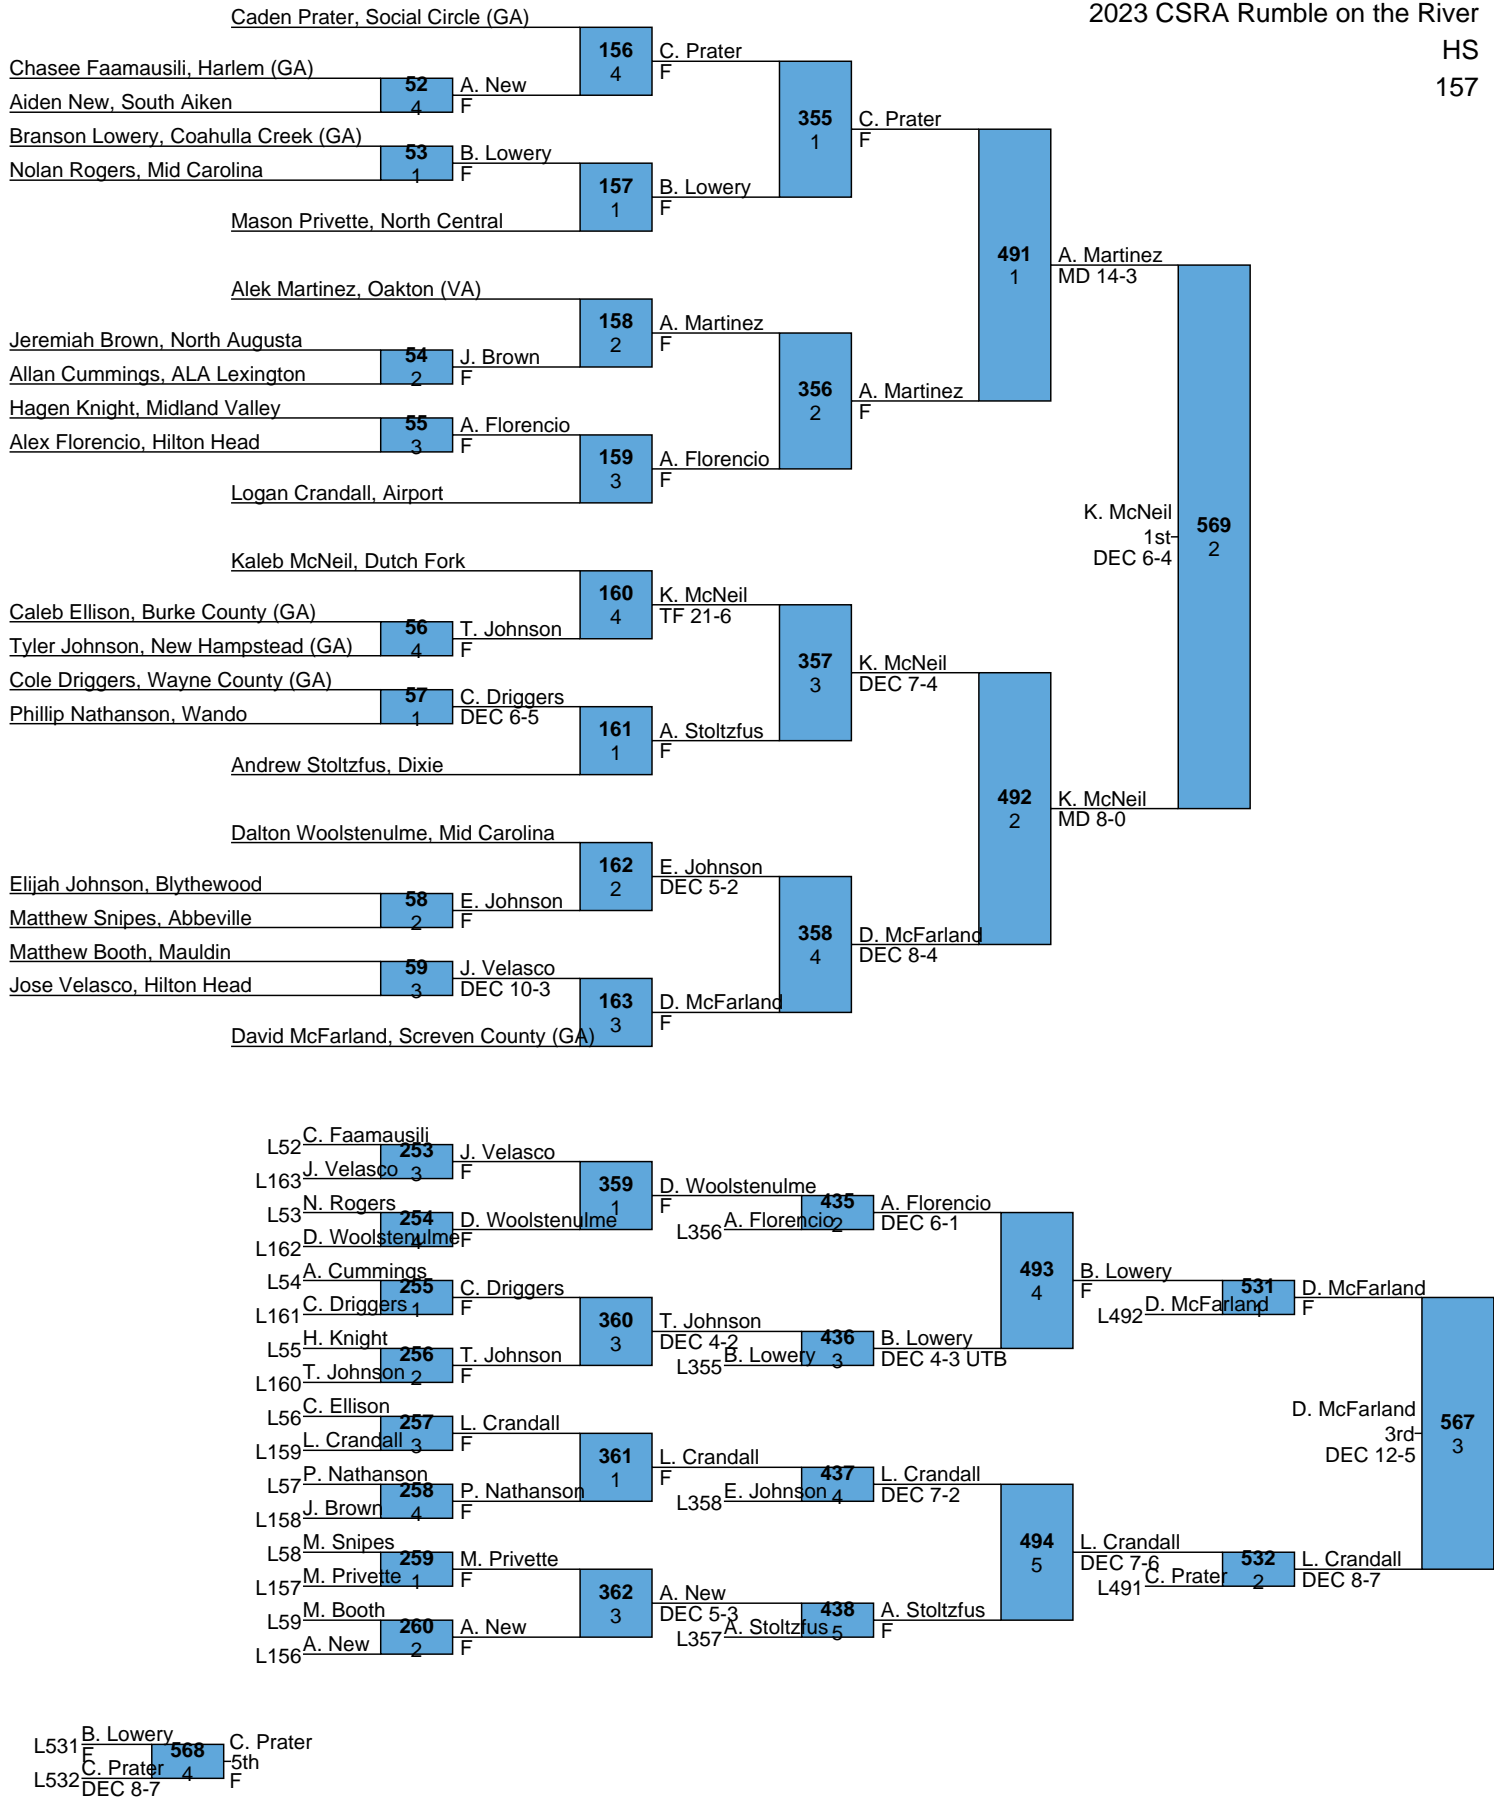 2023 CSRA Rumble on the River
HS
157
Caden Prater, Social Circle (GA)
156
4
C. Prater
F
Chasee Faamausili, Harlem (GA)
52
4
A. New
F
Aiden New, South Aiken
355
1
C. Prater
F
Branson Lowery, Coahulla Creek (GA)
53
1
B. Lowery
F
Nolan Rogers, Mid Carolina
157
1
B. Lowery
F
Mason Privette, North Central
491
1
A. Martinez
MD 14-3
Alek Martinez, Oakton (VA)
158
2
A. Martinez
F
Jeremiah Brown, North Augusta
54
2
J. Brown
F
Allan Cummings, ALA Lexington
356
2
A. Martinez
F
Hagen Knight, Midland Valley
55
3
A. Florencio
F
Alex Florencio, Hilton Head
159
3
A. Florencio
F
Logan Crandall, Airport
K. McNeil
1st
DEC 6-4
569
2
Kaleb McNeil, Dutch Fork
160
4
K. McNeil
TF 21-6
Caleb Ellison, Burke County (GA)
56
4
T. Johnson
F
Tyler Johnson, New Hampstead (GA)
357
3
K. McNeil
DEC 7-4
Cole Driggers, Wayne County (GA)
57
1
C. Driggers
DEC 6-5
Phillip Nathanson, Wando
161
1
A. Stoltzfus
F
Andrew Stoltzfus, Dixie
492
2
K. McNeil
MD 8-0
Dalton Woolstenulme, Mid Carolina
162
2
E. Johnson
DEC 5-2
Elijah Johnson, Blythewood
58
2
E. Johnson
F
Matthew Snipes, Abbeville
358
4
D. McFarland
DEC 8-4
Matthew Booth, Mauldin
59
3
J. Velasco
DEC 10-3
Jose Velasco, Hilton Head
163
3
D. McFarland
F
David McFarland, Screven County (GA)
L52
C. Faamausili
253
3
J. Velasco
F
L163
J. Velasco
359
1
D. Woolstenulme
F
L53
N. Rogers
254
4
D. Woolstenulme
F
L162
D. Woolstenulme
L356
A. Florencio
435
2
A. Florencio
DEC 6-1
L54
A. Cummings
255
1
C. Driggers
F
L161
C. Driggers
493
4
B. Lowery
F
L492
D. McFarland
531
1
D. McFarland
F
360
3
T. Johnson
DEC 4-2
L55
H. Knight
256
2
T. Johnson
F
L160
T. Johnson
L355
B. Lowery
436
3
B. Lowery
DEC 4-3 UTB
L56
C. Ellison
257
3
L. Crandall
F
L159
L. Crandall
D. McFarland
3rd
DEC 12-5
567
3
361
1
L. Crandall
F
L57
P. Nathanson
258
4
P. Nathanson
F
L158
J. Brown
L358
E. Johnson
437
4
L. Crandall
DEC 7-2
L58
M. Snipes
259
1
M. Privette
F
L157
M. Privette
494
5
L. Crandall
DEC 7-6
L491
C. Prater
532
2
L. Crandall
DEC 8-7
362
3
A. New
DEC 5-3
L59
M. Booth
260
2
A. New
F
L156
A. New
L357
A. Stoltzfus
438
5
A. Stoltzfus
F
L531
B. Lowery
F
568
4
C. Prater
5th
F
L532
C. Prater
DEC 8-7